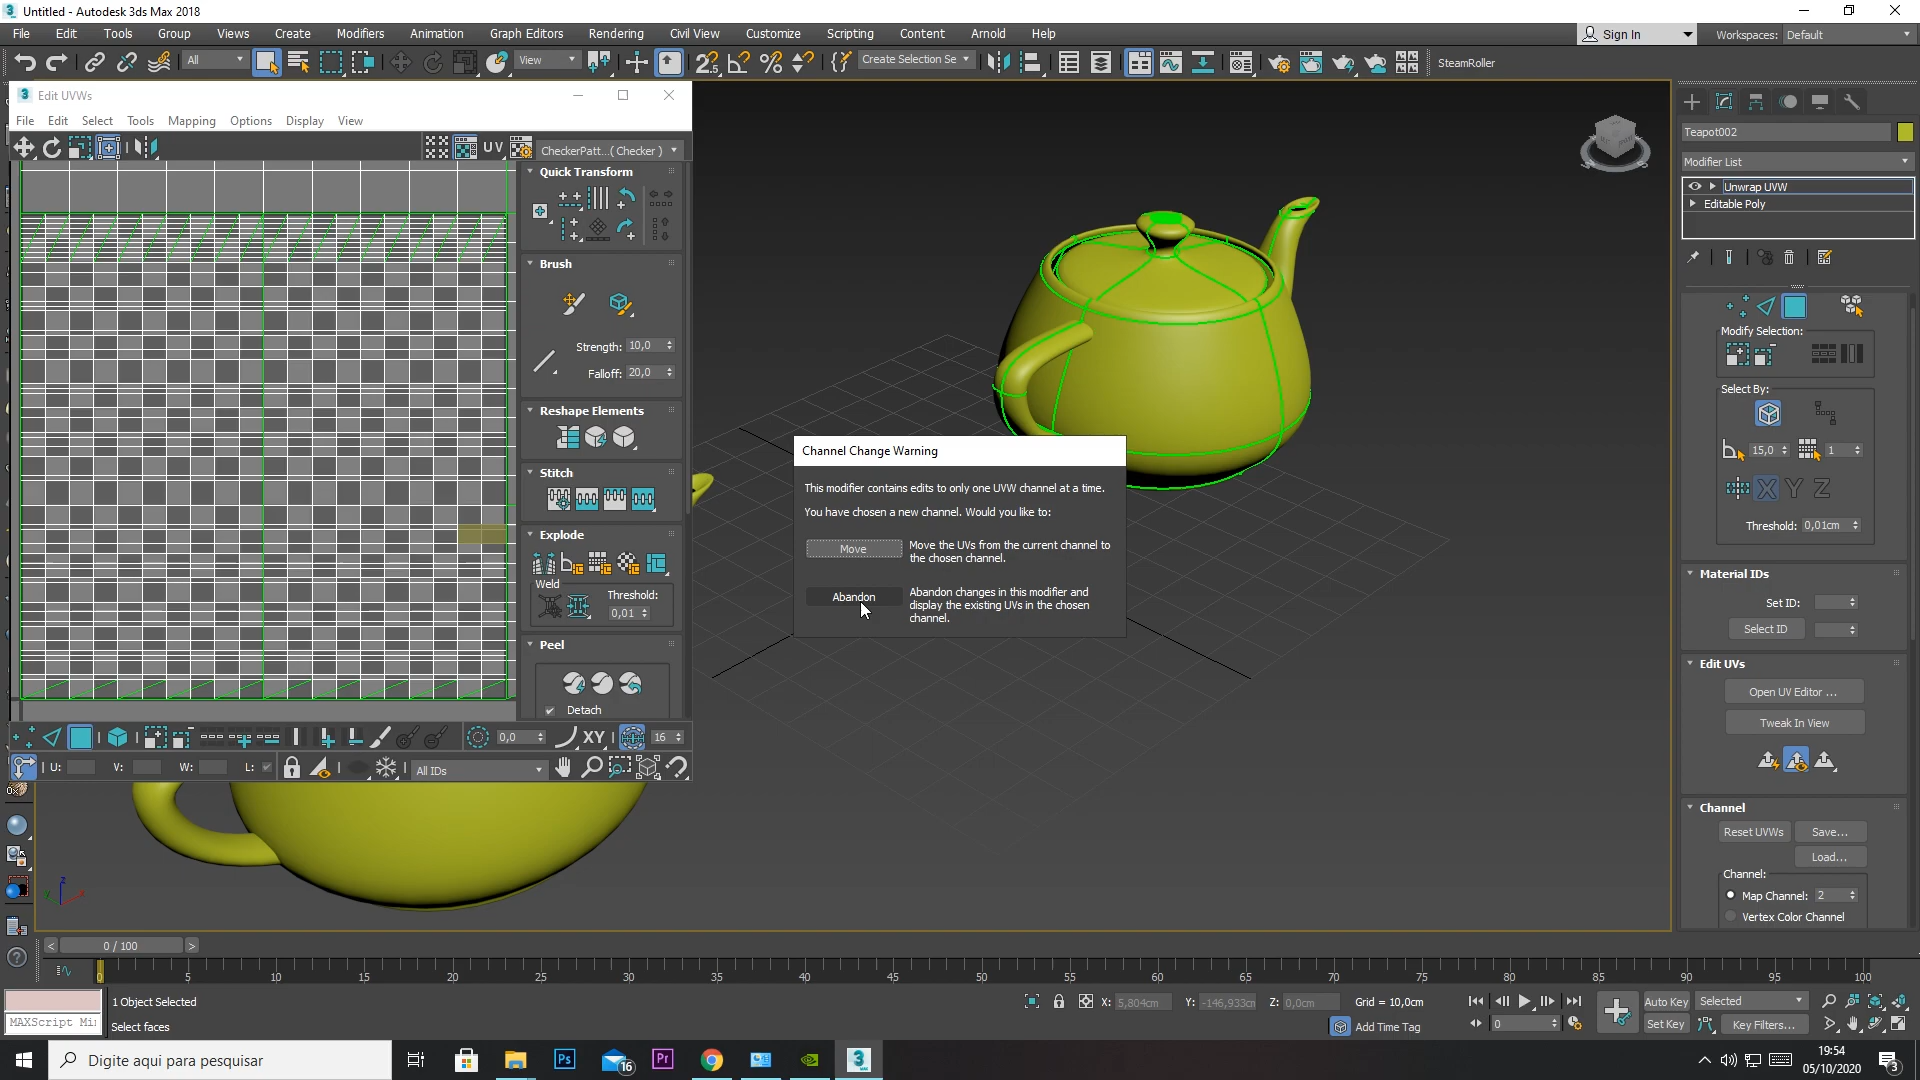 Untitled - Autodesk 3ds Max 2018
File Edit Tools Group Views Create Modifiers Animation Graph Editors Rendering Civil View Customize Scripting Content Arnold Help
Sign In
Workspaces: Default
All
View
Create Selection Se
SteamRoller
Edit UVWs
File Edit Select Tools Mapping Options Display View
UV
CheckerPatt...( Checker )
Quick Transform
Brush
Strength: 10,0
Falloff: 20,0
Reshape Elements
Stitch
Explode
Weld
Threshold:
0,01
Peel
Detach
0,0
XY
16
U:
V:
W:
L:
All IDs
Channel Change Warning
This modifier contains edits to only one UVW channel at a time.
You have chosen a new channel. Would you like to:
Move
Move the UVs from the current channel to
the chosen channel.
Abandon
Abandon changes in this modifier and
display the existing UVs in the chosen
channel.
Teapot002
Modifier List
Unwrap UVW
Editable Poly
Modify Selection:
Select By:
15,0
1
X Y Z
Threshold: 0,01cm
Material IDs
Set ID:
Select ID
Edit UVs
Open UV Editor ...
Tweak In View
Channel
Reset UVWs
Save...
Load...
Channel:
Map Channel: 2
Vertex Color Channel
z
x
y
< 0 / 100 >
0 5 10 15 20 25 30 35 40 45 50 55 60 65 70 75 80 85 90 95 100
1 Object Selected
MAXScript Mi
Select faces
X: 5,804cm
Y: -146,933cm
Z: 0,0cm
Grid = 10,0cm
Add Time Tag
0
Auto Key
Selected
Set Key
Key Filters...
Digite aqui para pesquisar
Ps
16
Pr
3
19:54
05/10/2020
3